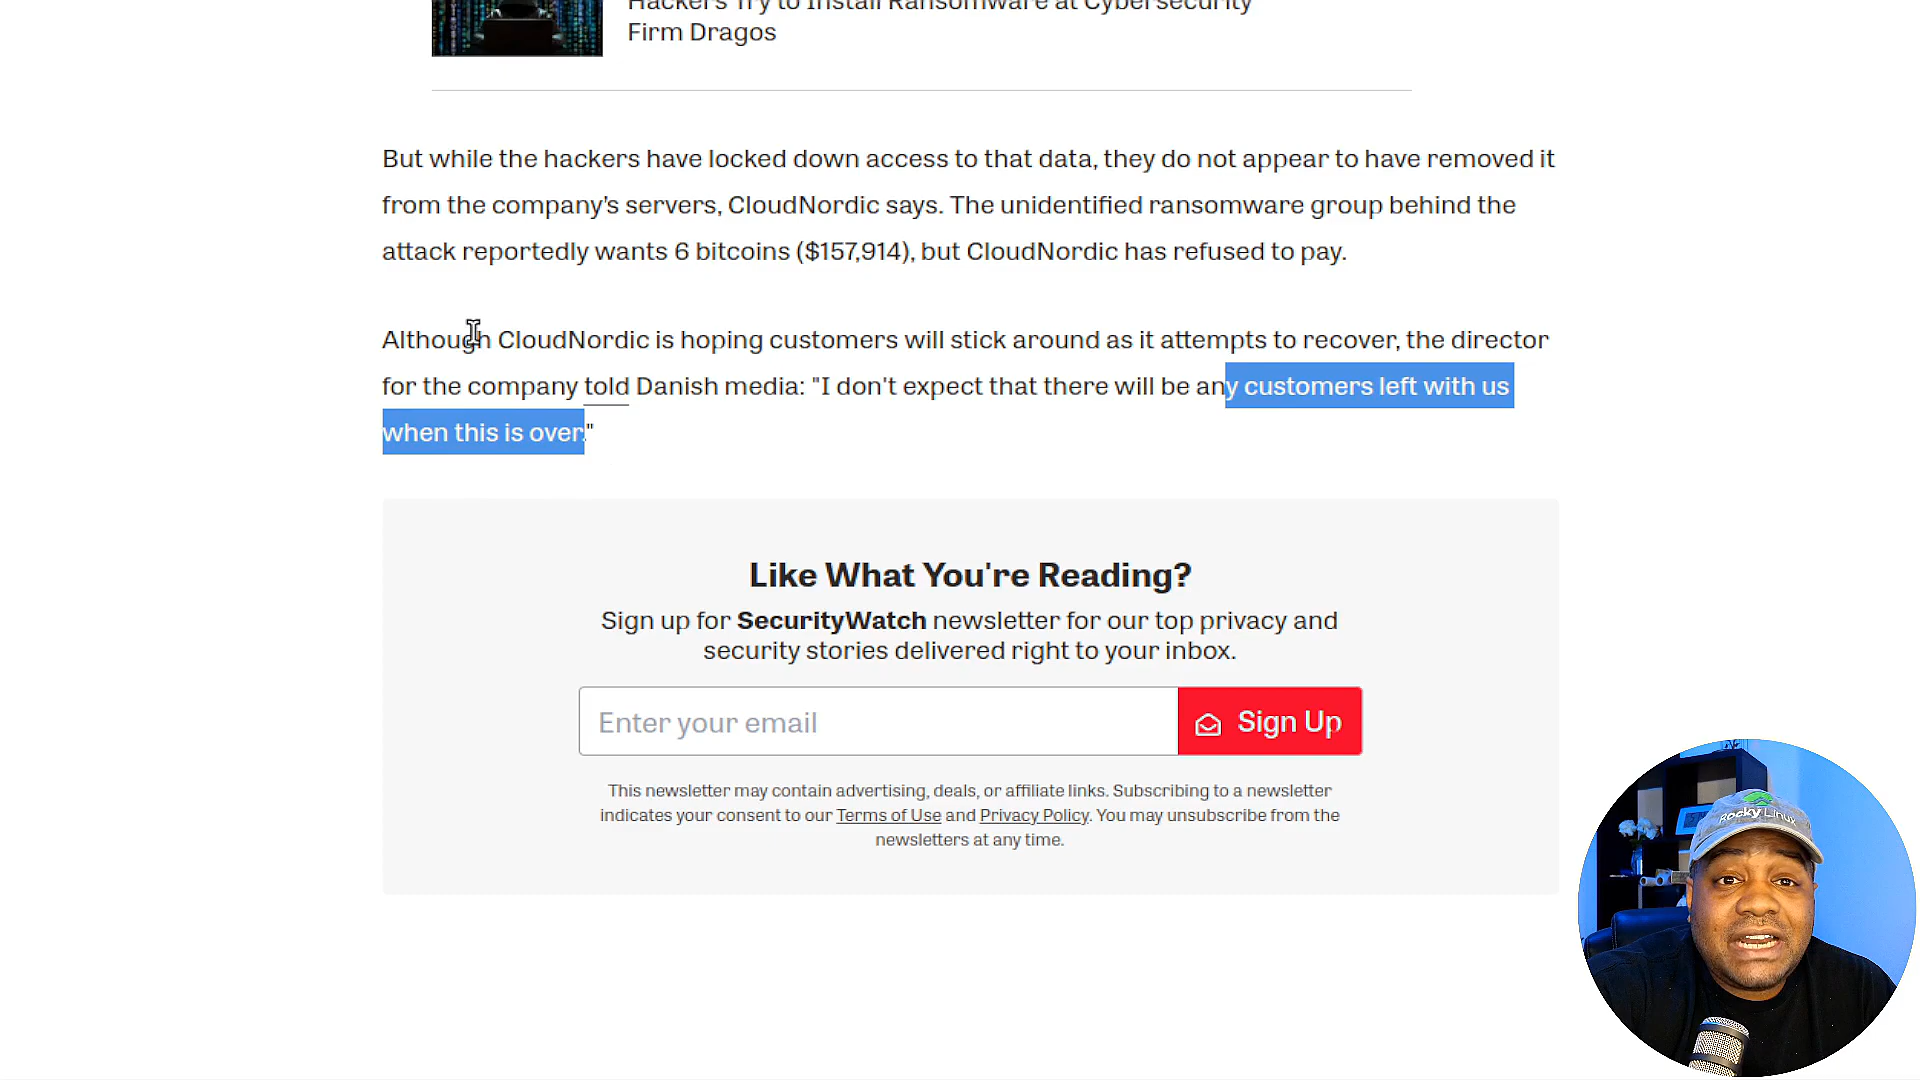 Hackers Try to Install Ransomware at Cybersecurity
Firm Dragos
But while the hackers have locked down access to that data, they do not appear to have removed it
from the company’s servers, CloudNordic says. The unidentified ransomware group behind the
attack reportedly wants 6 bitcoins ($157,914), but CloudNordic has refused to pay.
Although CloudNordic is hoping customers will stick around as it attempts to recover, the director
for the company told Danish media: "I don't expect that there will be any customers left with us
when this is over."
Like What You're Reading?
Sign up for SecurityWatch newsletter for our top privacy and
security stories delivered right to your inbox.
Enter your email
Sign Up
This newsletter may contain advertising, deals, or affiliate links. Subscribing to a newsletter
indicates your consent to our Terms of Use and Privacy Policy. You may unsubscribe from the
newsletters at any time.
Rocky Linux